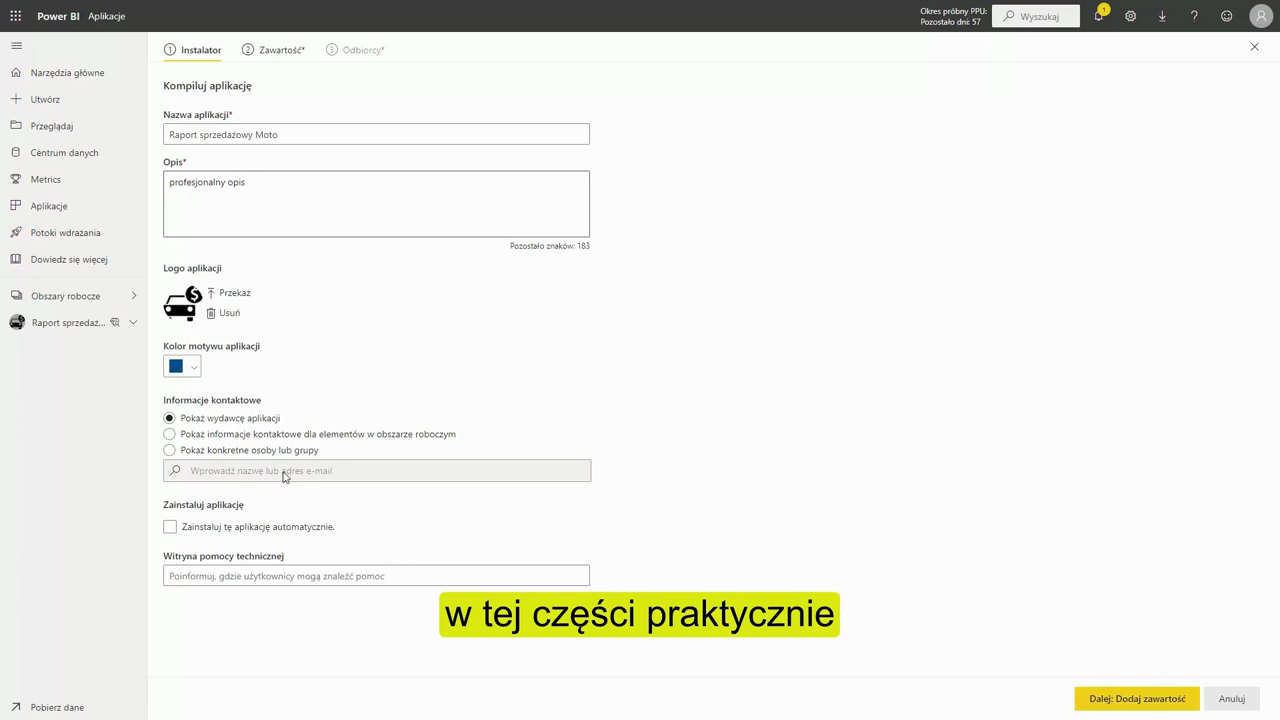 Power BI Aplikacje
Okres próbny PPU:
Pozostało dni: 57
Wyszukaj
1
?
1 Instalator
2 Zawartość*
3 Odbiorcy*
Narzędzia główne
Utwórz
Przeglądaj
Centrum danych
Metrics
Aplikacje
Potoki wdrażania
Dowiedz się więcej
Obszary robocze
Raport sprzedaż...
Pobierz dane
Kompiluj aplikację
Nazwa aplikacji*
Raport sprzedażowy Moto
Opis*
profesjonalny opis
Pozostało znaków: 183
Logo aplikacji
$
Przekaż
Usuń
Kolor motywu aplikacji
Informacje kontaktowe
Pokaż wydawcę aplikacji
Pokaż informacje kontaktowe dla elementów w obszarze roboczym
Pokaż konkretne osoby lub grupy
Wprowadź nazwę lub adres e-mail
Zainstaluj aplikację
Zainstaluj tę aplikację automatycznie.
Witryna pomocy technicznej
Poinformuj, gdzie użytkownicy mogą znaleźć pomoc
w tej części praktycznie
Dalej: Dodaj zawartość
Anuluj